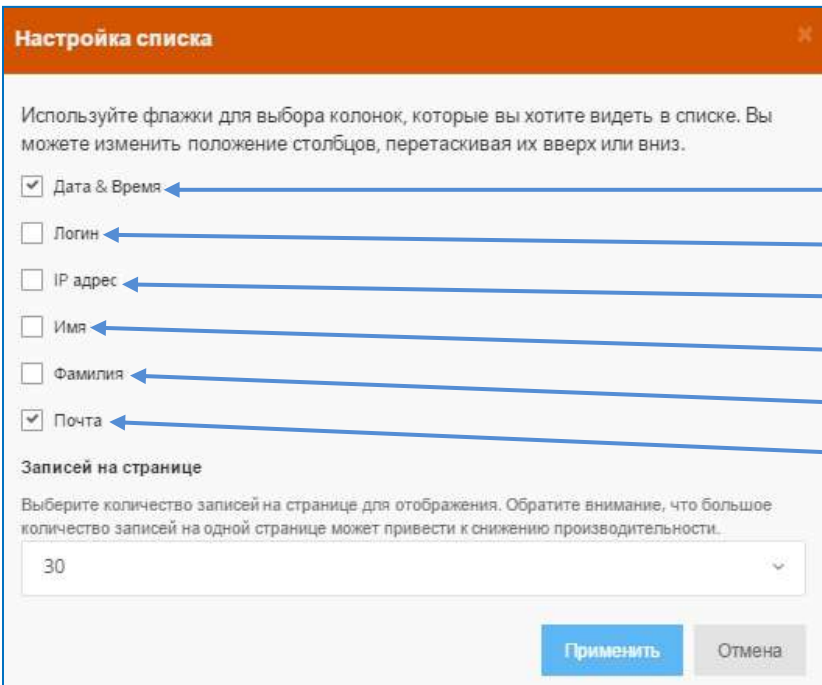 Настройка списка
Используйте флажки для выбора колонок, которые вы хотите видеть в списке. Вы
можете изменить положение столбцов, перетаскивая их вверх или вниз.
Дата & Время
Логин
IP адрес
Имя
Фамилия
Почта
Записей на странице
Выберите количество записей на странице для отображения. Обратите внимание, что большое
количество записей на одной странице может привести к снижению производительности.
30
Применить Отмена